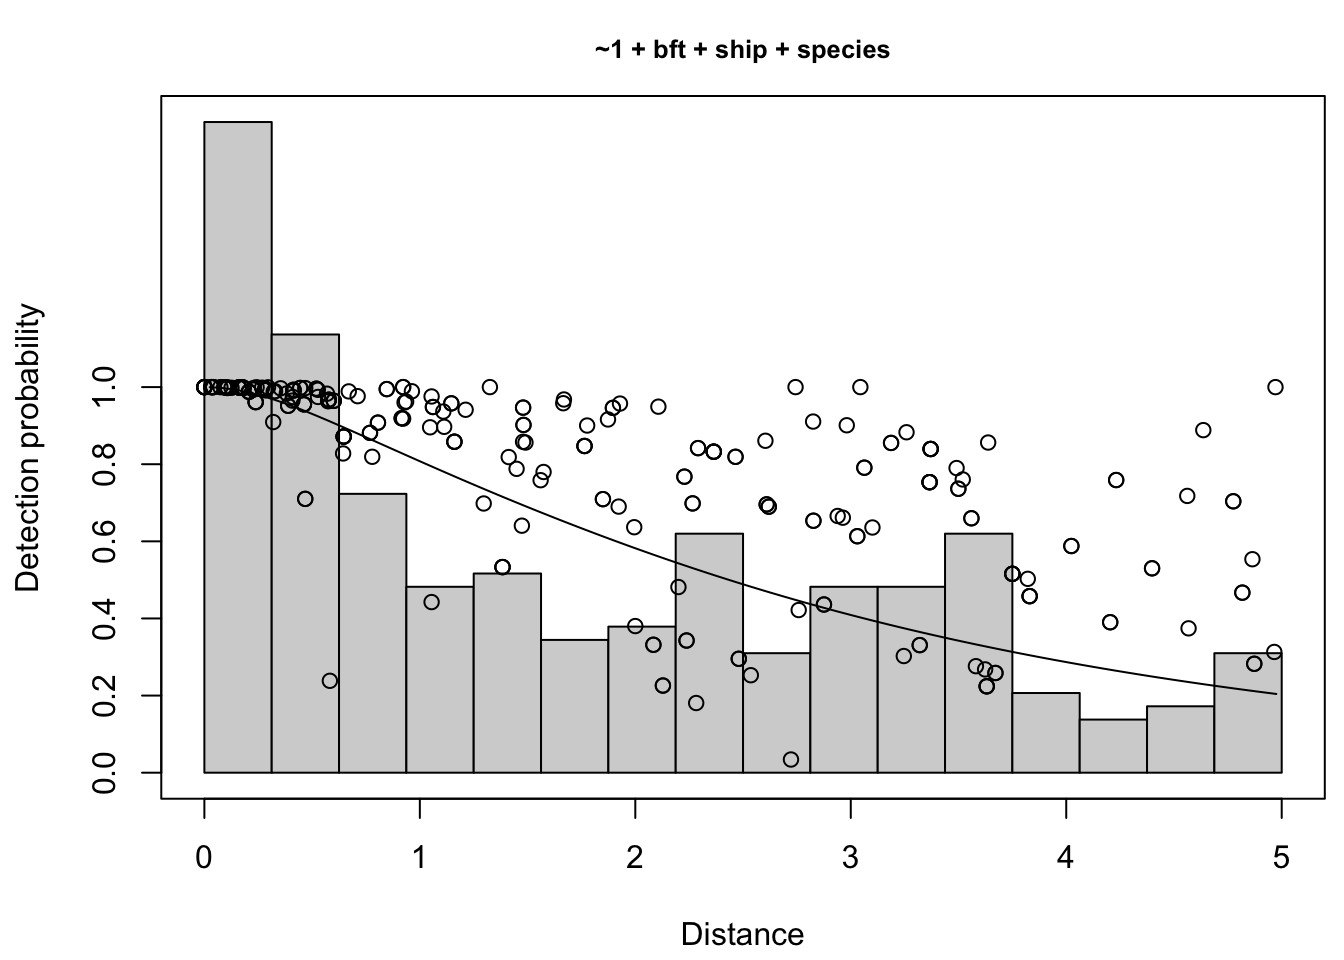 ~1 + bft + ship + species
Detection probability
1.0
0.8
0.6
0.4
0.2
0.0
0 1 2 3 4 5
Distance